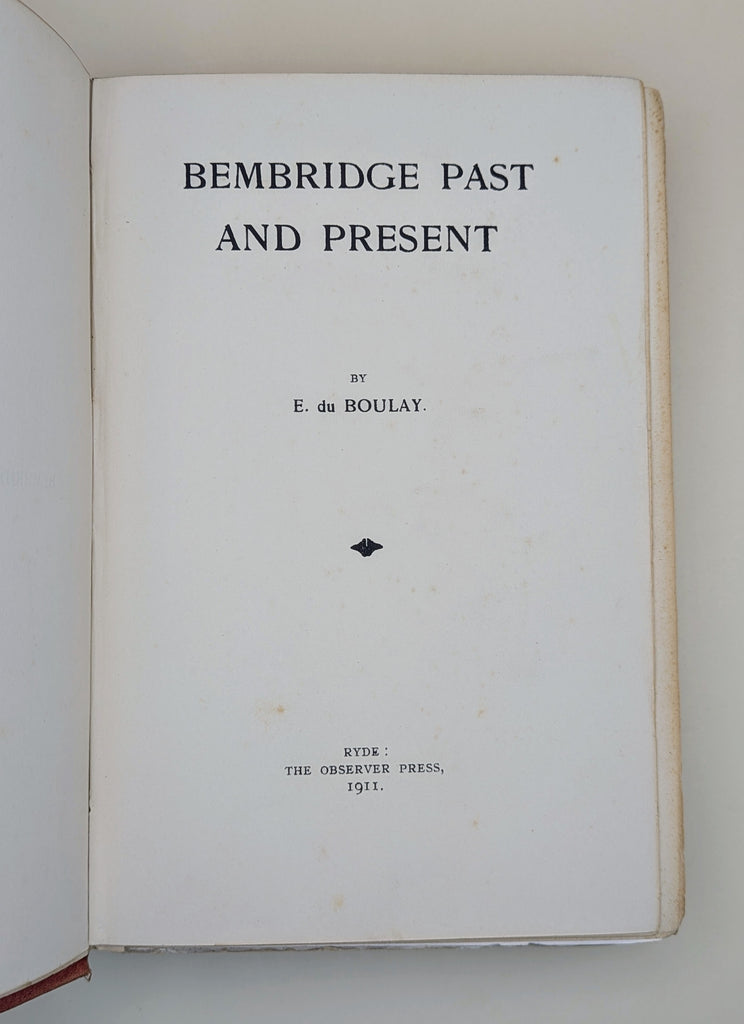 BEMBRIDGE PAST
AND PRESENT
BY
E. du BOULAY.
RYDE :
THE OBSERVER PRESS,
1911.